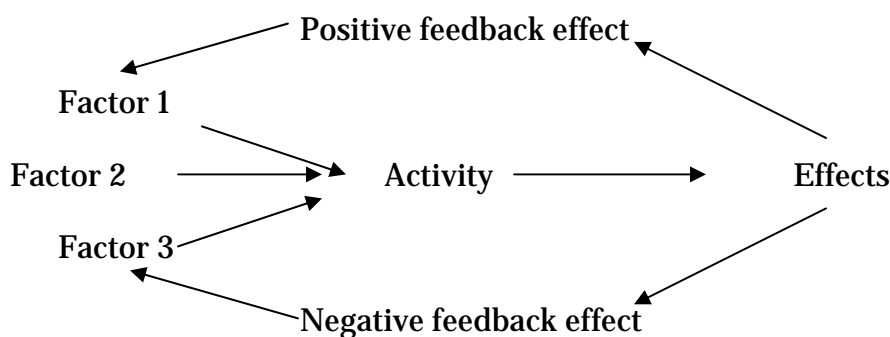 Positive feedback effect
Factor 1
Factor 2 Activity Effects
Factor 3
Negative feedback effect